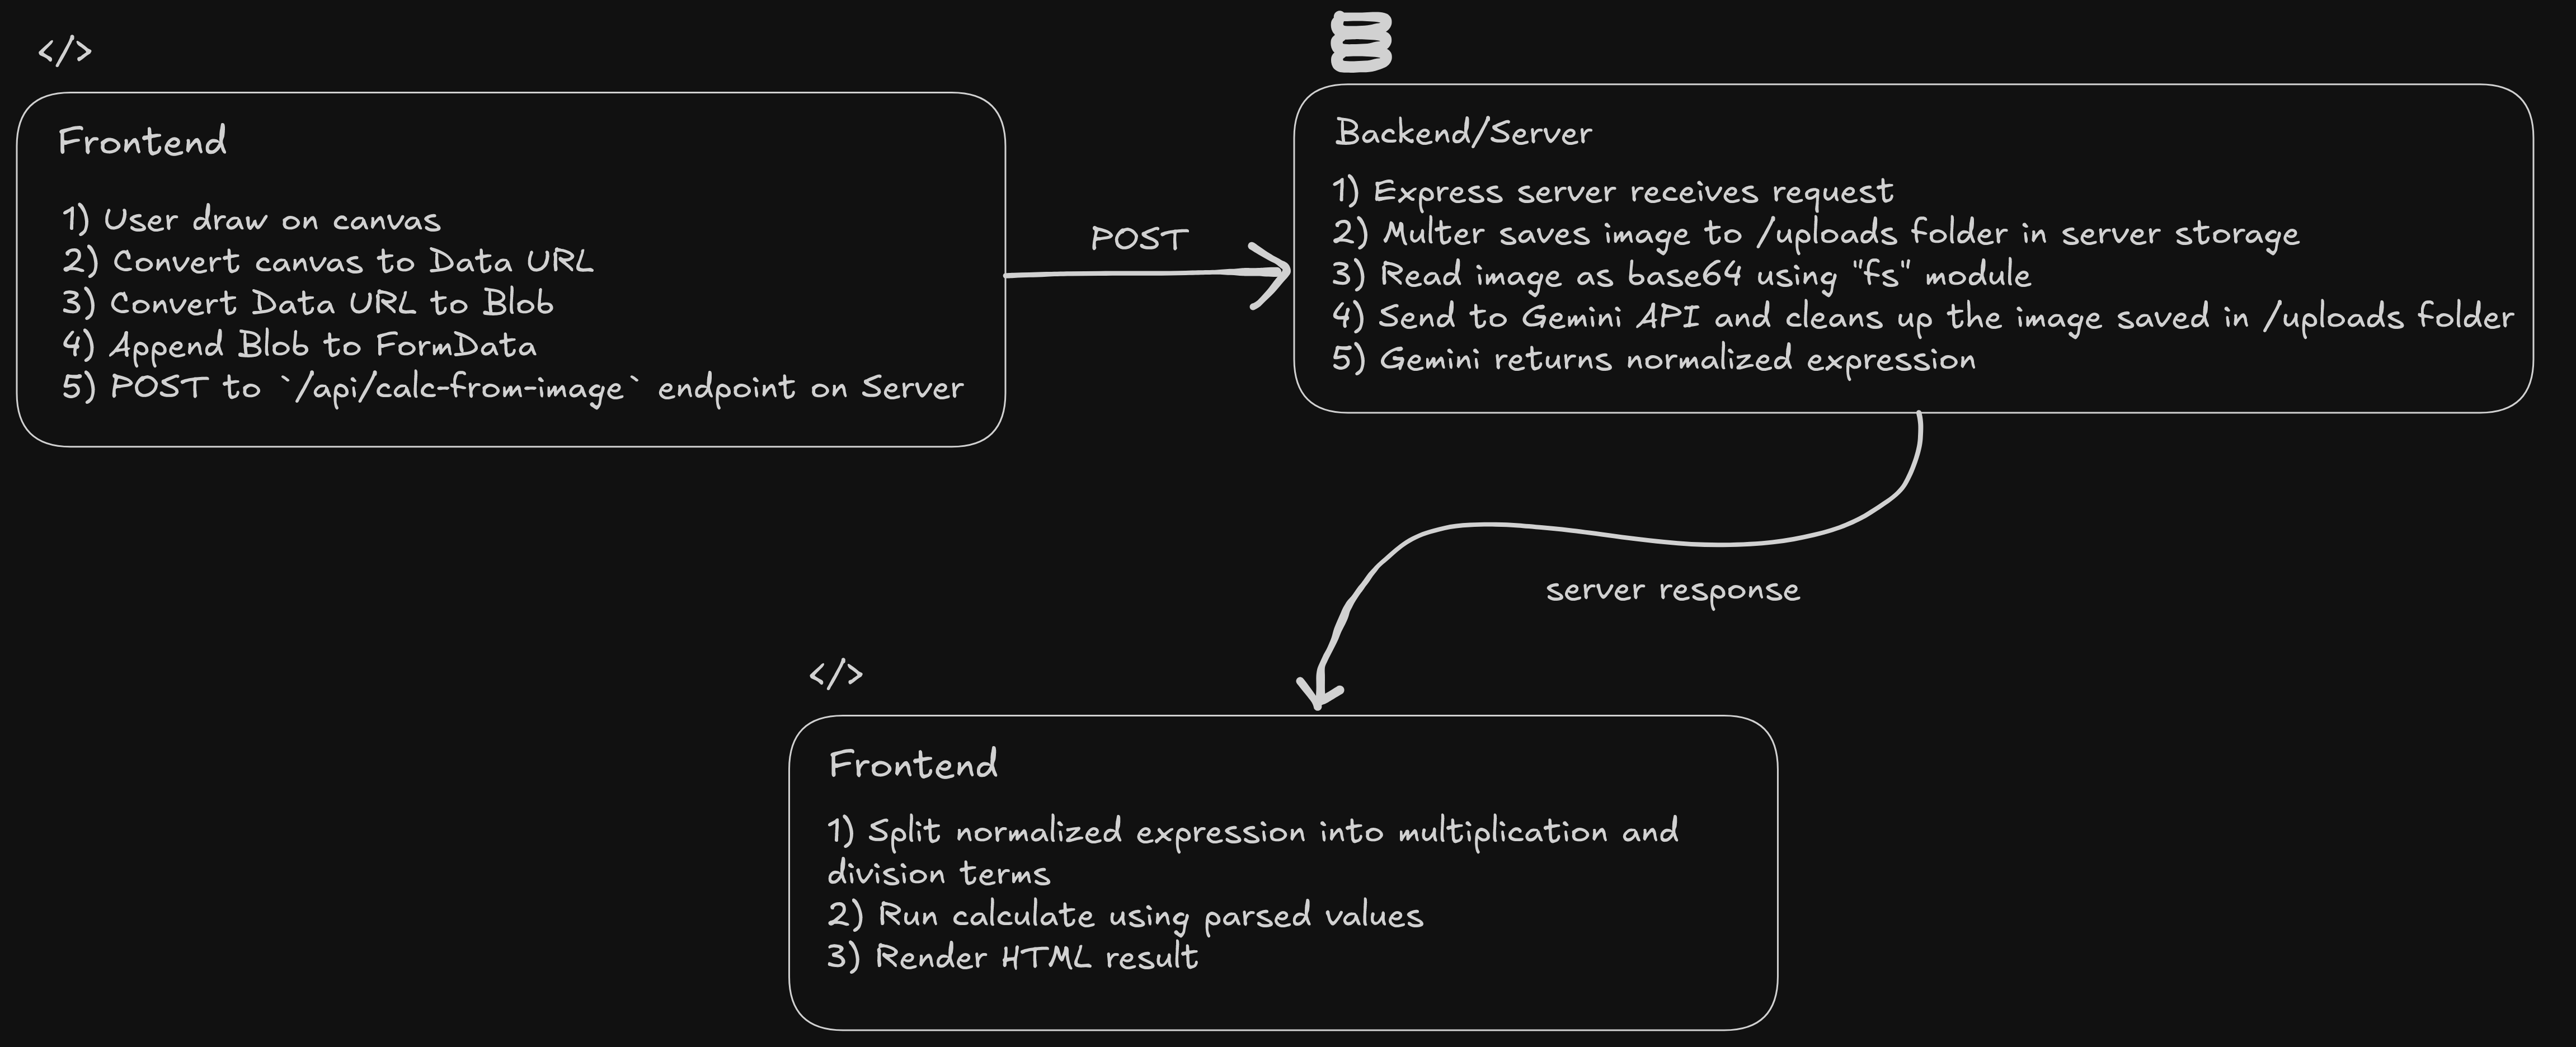 </>
Frontend
1) User draw on canvas
2) Convert canvas to Data URL
3) Convert Data URL to Blob
4) Append Blob to FormData
5) POST to `/api/calc-from-image` endpoint on Server
POST
Backend/Server
1) Express server receives request
2) Multer saves image to /uploads folder in server storage
3) Read image as base64 using "fs" module
4) Send to Gemini API and cleans up the image saved in /uploads folder
5) Gemini returns normalized expression
server response
</>
Frontend
1) Split normalized expression into multiplication and
division terms
2) Run calculate using parsed values
3) Render HTML result